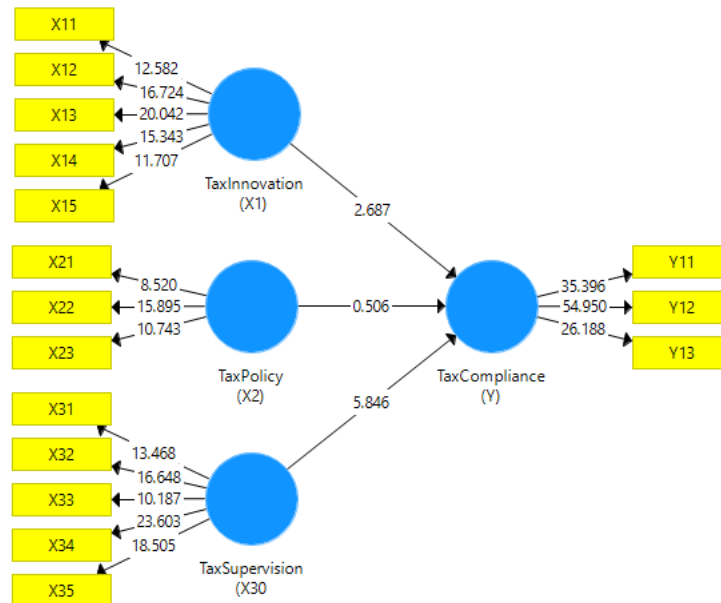 X11
12.582
X12
16.724
X13
20.042
X14
15.343
11.707
X15
TaxInnovation
(X1)
2.687
X21
8.520
X22
15.895
X23
10.743
TaxPolicy
(X2)
0.506
Y11
35.396
Y12
54.950
Y13
26.188
TaxCompliance
(Y)
5.846
X31
13.468
X32
16.648
X33
10.187
23.603
X34
18.505
X35
TaxSupervision
(X30